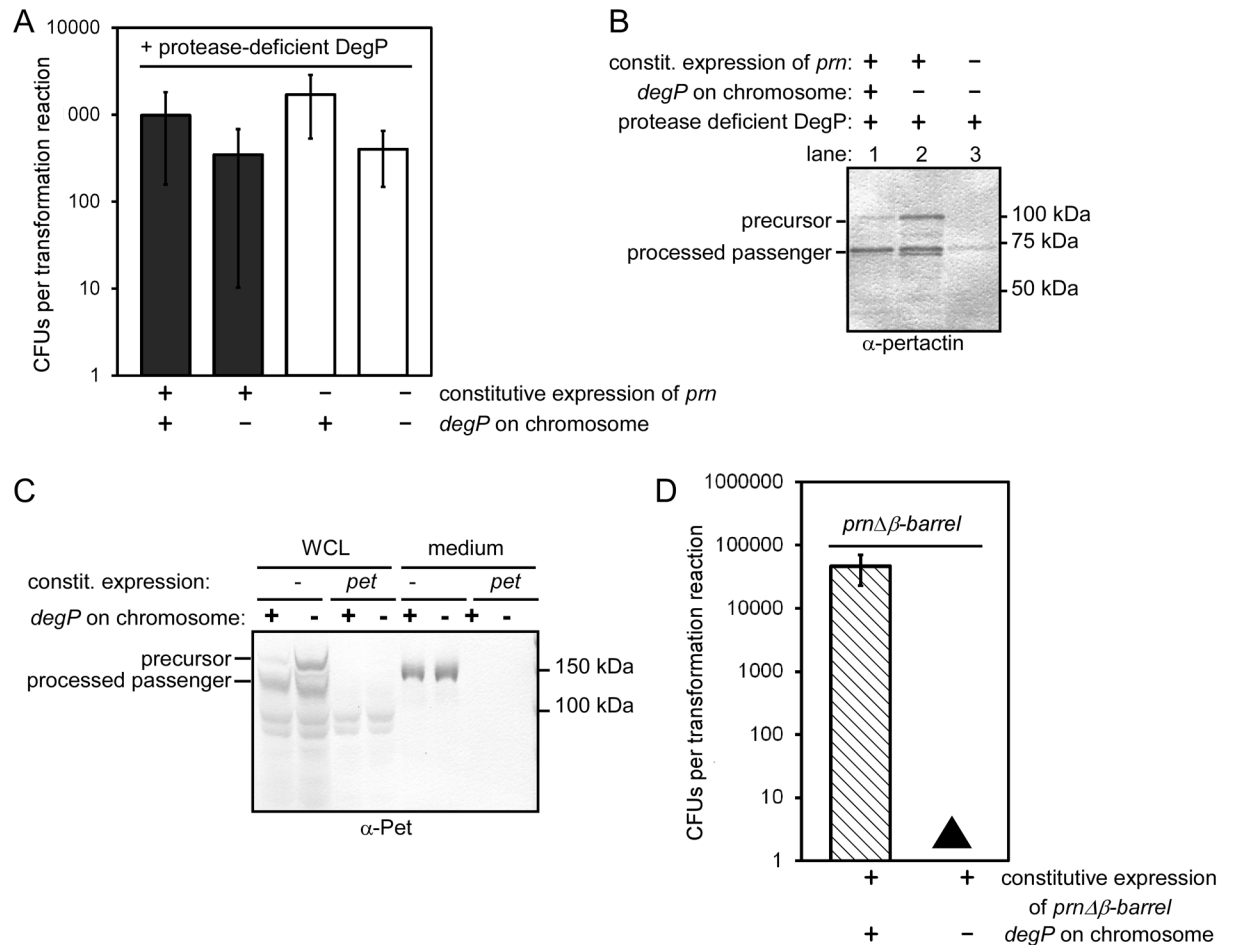 A
10000
000
100
10
1
CFUs per transformation reaction
+ protease-deficient DegP
+ + − − constitutive expression of prn
+ − + − degP on chromosome
B
constit. expression of prn: + + −
degP on chromosome: + − −
protease deficient DegP: + + +
lane: 1 2 3
precursor
processed passenger
100 kDa
75 kDa
50 kDa
α-pertactin
C
WCL medium
constit. expression: - pet - pet
degP on chromosome: + - + - + - + -
precursor
processed passenger
150 kDa
100 kDa
α-Pet
D
1000000
100000
10000
1000
100
10
1
CFUs per transformation reaction
prnΔβ-barrel
+ + constitutive expression
of prnΔβ-barrel
+ − degP on chromosome